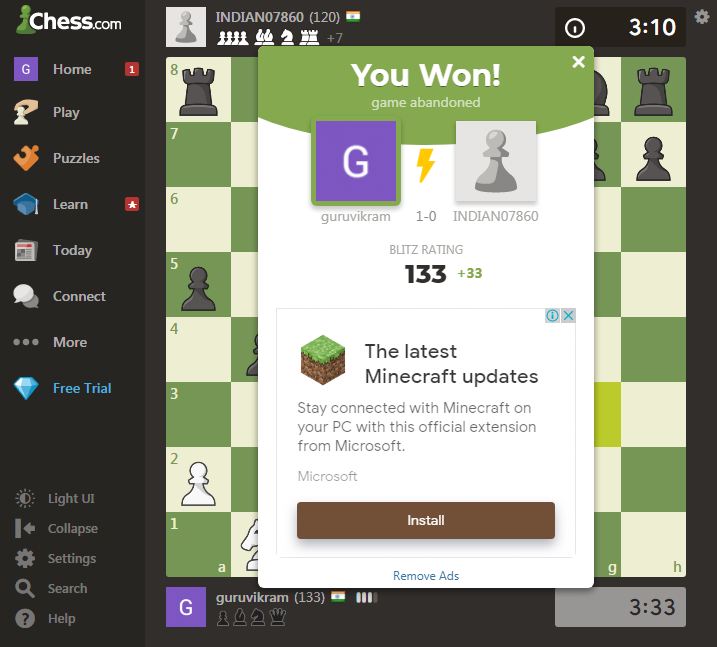 Chess.com
G Home 1
Play
Puzzles
Learn
Today
Connect
More
Free Trial
Light UI
Collapse
Settings
Search
Help
INDIAN07860 (120)
+7
3:10
8
7
6
5
4
3
2
1
a
g
h
You Won!
game abandoned
G
guruvikram 1-0 INDIAN07860
BLITZ RATING
133 +33
The latest
Minecraft updates
Stay connected with Minecraft on
your PC with this official extension
from Microsoft.
Microsoft
Install
Remove Ads
G
guruvikram (133)
3:33